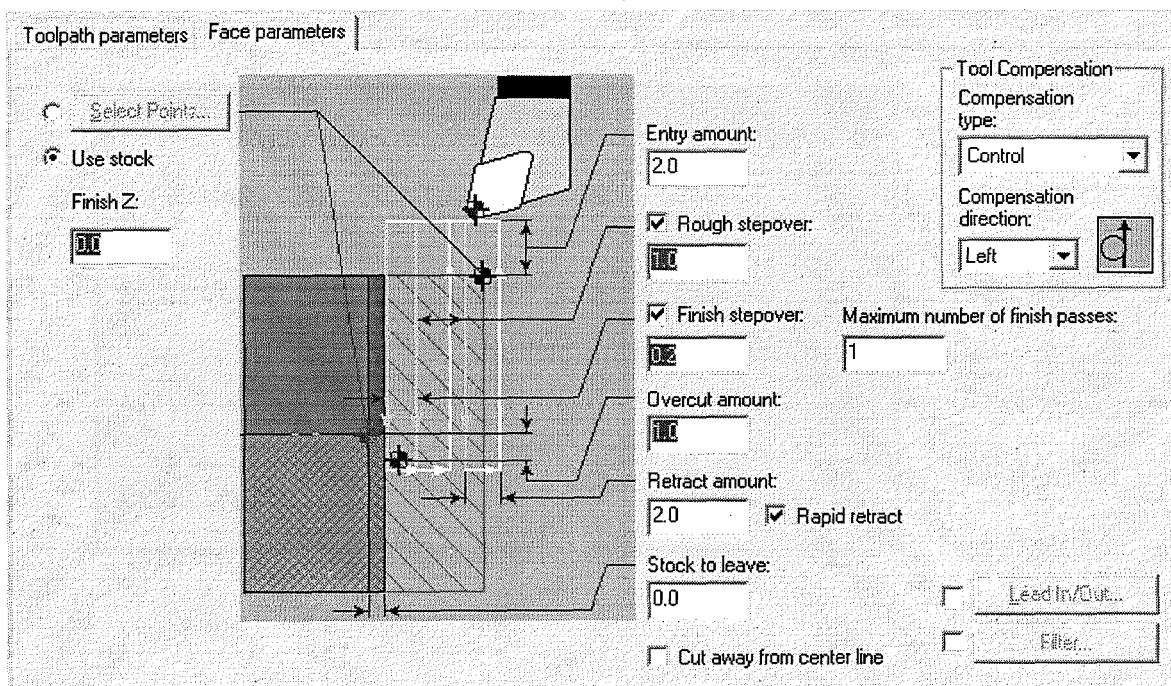 Toolpath parameters
Face parameters
Select Points...
Use stock
Finish Z:
0.0
Entry amount:
2.0
Rough stepover:
1.0
Finish stepover:
0.2
Maximum number of finish passes:
1
Overcut amount:
1.0
Retract amount:
2.0
Rapid retract
Stock to leave:
0.0
Cut away from center line
Tool Compensation
Compensation
type:
Control
Compensation
direction:
Left
Lead In/Out...
Filter...